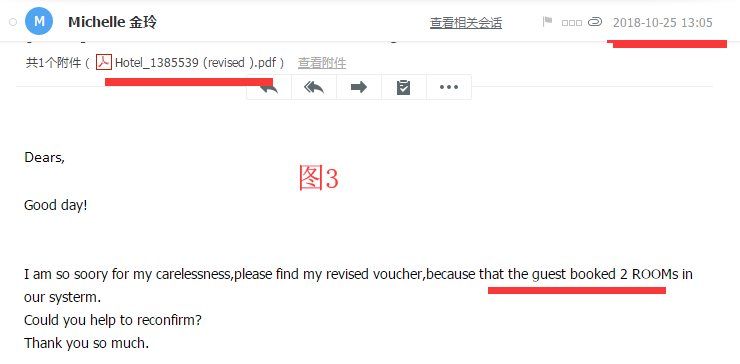 M Michelle 金玲 查看相关会话 2018-10-25 13:05
共1个附件 ( Hotel_1385539 (revised ).pdf ) 查看附件
Dears,
图3
Good day!
I am so soory for my carelessness,please find my revised voucher,because that the guest booked 2 ROOMs in
our systerm.
Could you help to reconfirm?
Thank you so much.